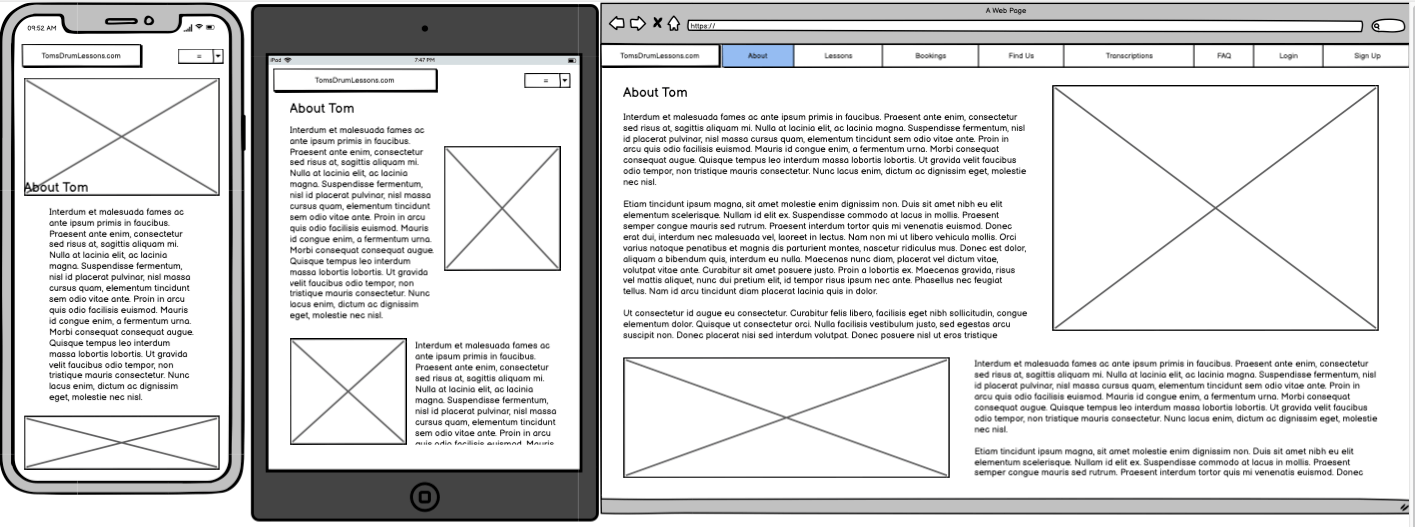 09:52 AM
TomsDrumLessons.com
=
About Tom
Interdum et malesuada fames ac
ante ipsum primis in faucibus.
Praesent ante enim, consectetur
sed risus at, sagittis aliquam mi.
Nulla at lacinia elit, ac lacinia
magna. Suspendisse fermentum,
nisl id placerat pulvinar, nisl massa
cursus quam, elementum tincidunt
sem odio vitae ante. Proin in arcu
quis odio facilisis euismod. Mauris
id congue enim, a fermentum urna.
Morbi consequat consequat augue.
Quisque tempus leo interdum
massa lobortis lobortis. Ut gravida
velit faucibus odio tempor, non
tristique mauris consectetur. Nunc
lacus enim, dictum ac dignissim
eget, molestie nec nisl.
iPad
7:47 PM
TomsDrumLessons.com
=
About Tom
Interdum et malesuada fames ac
ante ipsum primis in faucibus.
Praesent ante enim, consectetur
sed risus at, sagittis aliquam mi.
Nulla at lacinia elit, ac lacinia
magna. Suspendisse fermentum,
nisl id placerat pulvinar, nisl massa
cursus quam, elementum tincidunt
sem odio vitae ante. Proin in arcu
quis odio facilisis euismod. Mauris
id congue enim, a fermentum urna.
Morbi consequat consequat augue.
Quisque tempus leo interdum
massa lobortis lobortis. Ut gravida
velit faucibus odio tempor, non
tristique mauris consectetur. Nunc
lacus enim, dictum ac dignissim
eget, molestie nec nisl.
Interdum et malesuada fames ac
ante ipsum primis in faucibus.
Praesent ante enim, consectetur
sed risus at, sagittis aliquam mi.
Nulla at lacinia elit, ac lacinia
magna. Suspendisse fermentum,
nisl id placerat pulvinar, nisl massa
cursus quam, elementum tincidunt
sem odio vitae ante. Proin in arcu
quis odio facilisis euismod. Mauris
A Web Page
https://
TomsDrumLessons.com About Lessons Bookings Find Us Transcriptions FAQ Login Sign Up
About Tom
Interdum et malesuada fames ac ante ipsum primis in faucibus. Praesent ante enim, consectetur
sed risus at, sagittis aliquam mi. Nulla at lacinia elit, ac lacinia magna. Suspendisse fermentum, nisl
id placerat pulvinar, nisl massa cursus quam, elementum tincidunt sem odio vitae ante. Proin in
arcu quis odio facilisis euismod. Mauris id congue enim, a fermentum urna. Morbi consequat
consequat augue. Quisque tempus leo interdum massa lobortis lobortis. Ut gravida velit faucibus
odio tempor, non tristique mauris consectetur. Nunc lacus enim, dictum ac dignissim eget, molestie
nec nisl.
Etiam tincidunt ipsum magna, sit amet molestie enim dignissim non. Duis sit amet nibh eu elit
elementum scelerisque. Nullam id elit ex. Suspendisse commodo at lacus in mollis. Praesent
semper congue mauris sed rutrum. Praesent interdum tortor quis mi venenatis euismod. Donec
erat dui, interdum nec malesuada vel, laoreet in lectus. Nam non mi ut libero vehicula mollis. Orci
varius natoque penatibus et magnis dis parturient montes, nascetur ridiculus mus. Donec est dolor,
aliquam a bibendum quis, interdum eu nulla. Maecenas nunc diam, placerat vel dictum vitae,
volutpat vitae ante. Curabitur sit amet posuere justo. Proin a lobortis ex. Maecenas gravida, risus
vel mattis aliquet, nunc dui pretium elit, id tempor risus ipsum nec ante. Phasellus nec feugiat
tellus. Nam id arcu tincidunt diam placerat lacinia quis in dolor.
Ut consectetur id augue eu consectetur. Curabitur felis libero, facilisis eget nibh sollicitudin, congue
elementum dolor. Quisque ut consectetur orci. Nulla facilisis vestibulum justo, sed egestas arcu
suscipit non. Donec placerat nisi sed interdum volutpat. Donec posuere nisl ut eros tristique
Interdum et malesuada fames ac ante ipsum primis in faucibus. Praesent ante enim, consectetur
sed risus at, sagittis aliquam mi. Nulla at lacinia elit, ac lacinia magna. Suspendisse fermentum, nisl
id placerat pulvinar, nisl massa cursus quam, elementum tincidunt sem odio vitae ante. Proin in
arcu quis odio facilisis euismod. Mauris id congue enim, a fermentum urna. Morbi consequat
consequat augue. Quisque tempus leo interdum massa lobortis lobortis. Ut gravida velit faucibus
odio tempor, non tristique mauris consectetur. Nunc lacus enim, dictum ac dignissim eget, molestie
nec nisl.
Etiam tincidunt ipsum magna, sit amet molestie enim dignissim non. Duis sit amet nibh eu elit
elementum scelerisque. Nullam id elit ex. Suspendisse commodo at lacus in mollis. Praesent
semper congue mauris sed rutrum. Praesent interdum tortor quis mi venenatis euismod. Donec